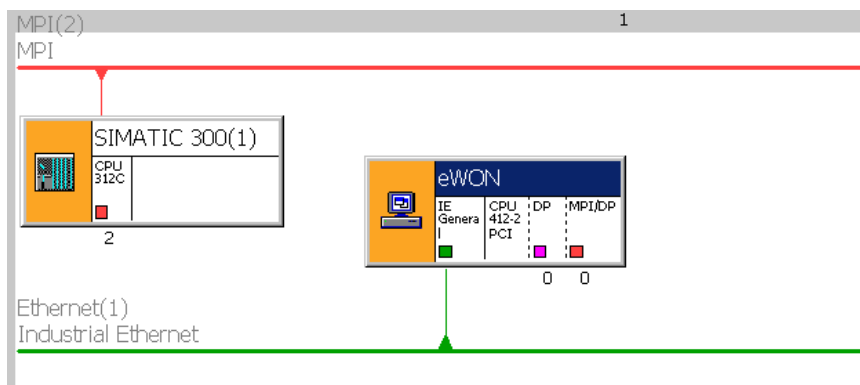 MPI(2)
1
MPI
SIMATIC 300(1)
CPU
312C
2
eWON
IE
Genera
l
CPU
412-2
PCI
DP
MPI/DP
0
0
Ethernet(1)
Industrial Ethernet